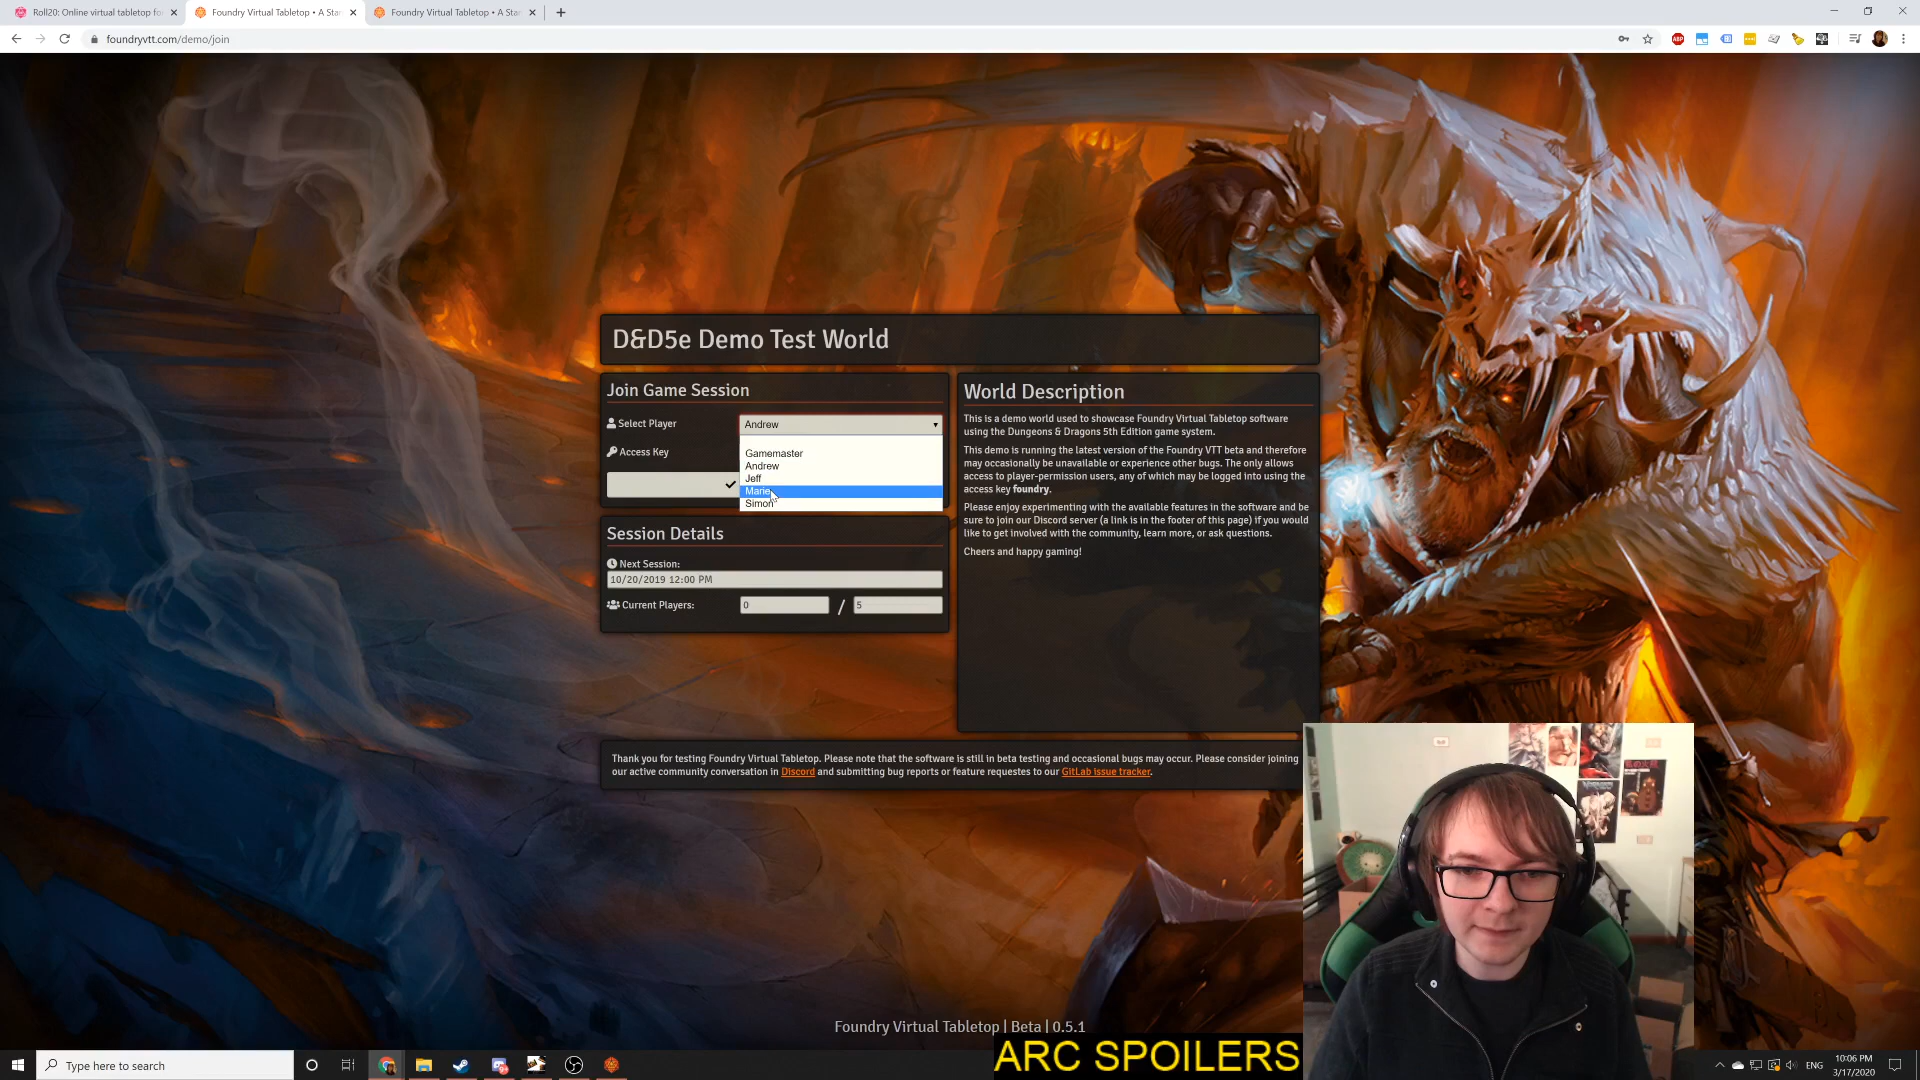 Roll20: Online virtual tabletop fo
Foundry Virtual Tabletop • A Sta
Foundry Virtual Tabletop • A Sta
foundryvtt.com/demo/join
ABP
D&D5e Demo Test World
Join Game Session
Select Player
Andrew
Access Key
Gamemaster
Andrew
Jeff
Marie
Simon
Session Details
Next Session:
10/20/2019 12:00 PM
Current Players:
0 / 5
World Description
This is a demo world used to showcase Foundry Virtual Tabletop software
using the Dungeons & Dragons 5th Edition game system.
This demo is running the latest version of the Foundry VTT beta and therefore
may occasionally be unavailable or experience other bugs. The only allows
access to player-permission users, any of which may be logged into using the
access key foundry.
Please enjoy experimenting with the available features in the software and be
sure to join our Discord server (a link is in the footer of this page) if you would
like to get involved with the community, learn more, or ask questions.
Cheers and happy gaming!
Thank you for testing Foundry Virtual Tabletop. Please note that the software is still in beta testing and occasional bugs may occur. Please consider joining
our active community conversation in Discord and submitting bug reports or feature requestes to our GitLab issue tracker.
Foundry Virtual Tabletop | Beta | 0.5.1
ARC SPOILERS
Type here to search
ENG
10:06 PM
3/17/2020